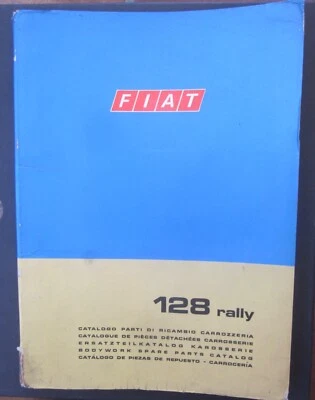 FIAT
128 rally
CATALOGO PARTI DI RICAMBIO CARROZZERIA
CATALOGUE DE PIÈCES DÉTACHÉES CARROSSERIE
ERSATZTEILKATALOG KAROSSERIE
BODYWORK SPARE PARTS CATALOG
CATÁLOGO DE PIEZAS DE REPUESTO - CARROCERÍA